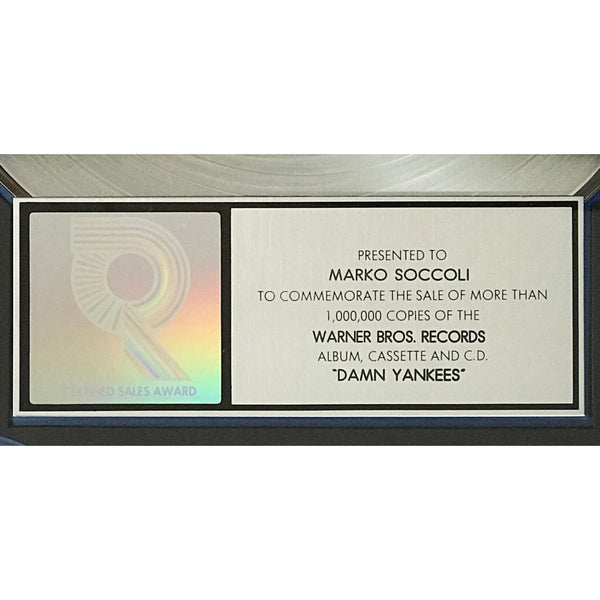 CERTIFIED SALES AWARD
PRESENTED TO
MARKO SOCCOLI
TO COMMEMORATE THE SALE OF MORE THAN
1,000,000 COPIES OF THE
WARNER BROS. RECORDS
ALBUM, CASSETTE AND C.D.
"DAMN YANKEES"